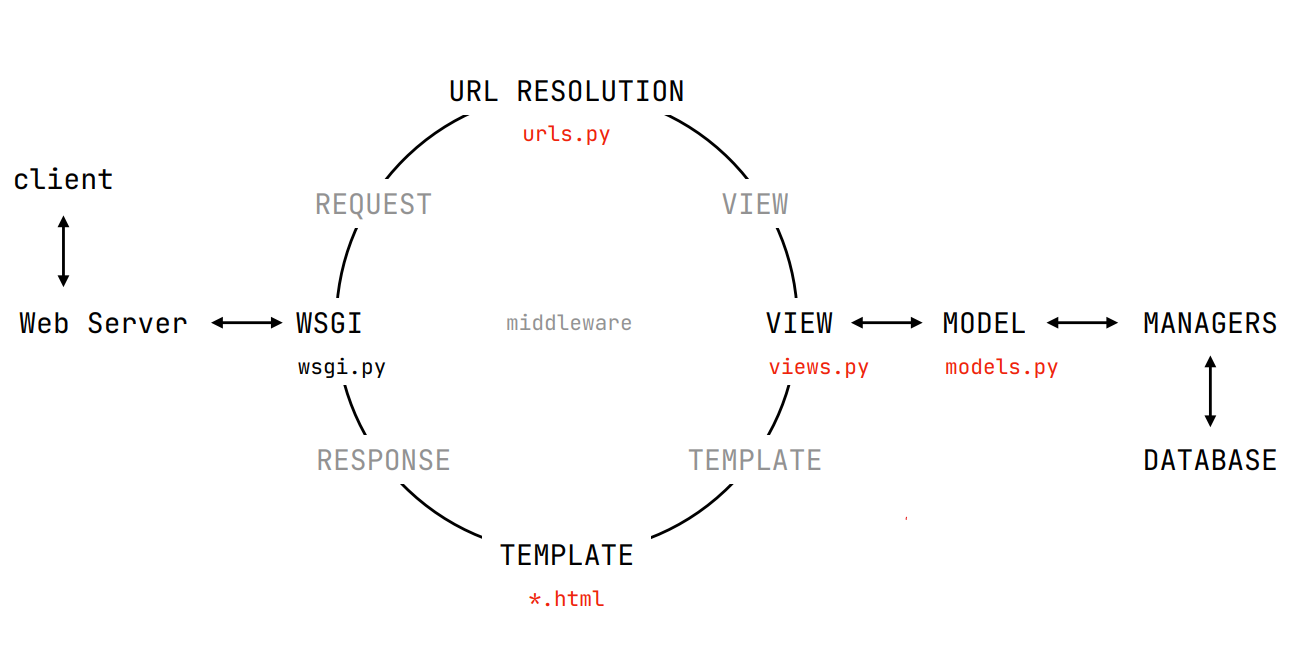 URL RESOLUTION
urls.py
client
REQUEST
VIEW
Web Server
WSGI
middleware
VIEW
MODEL
MANAGERS
wsgi.py
views.py
models.py
RESPONSE
TEMPLATE
DATABASE
TEMPLATE
*.html